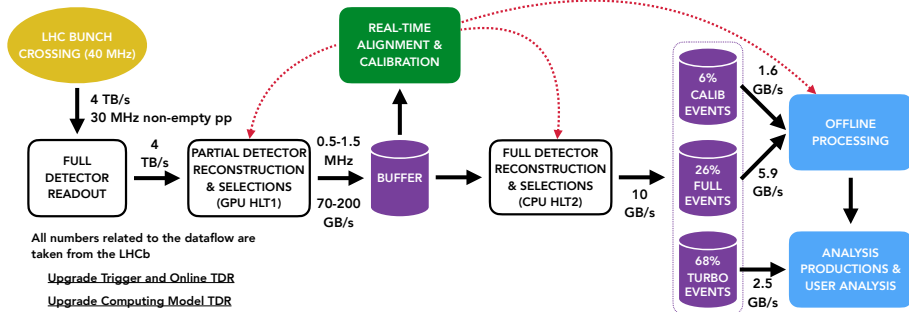 LHC BUNCH
CROSSING (40 MHz)
4 TB/s
30 MHz non-empty pp
FULL
DETECTOR
READOUT
4
TB/s
PARTIAL DETECTOR
RECONSTRUCTION
& SELECTIONS
(GPU HLT1)
0.5-1.5
MHz
70-200
GB/s
REAL-TIME
ALIGNMENT &
CALIBRATION
BUFFER
FULL DETECTOR
RECONSTRUCTION
& SELECTIONS
(CPU HLT2)
10
GB/s
6%
CALIB
EVENTS
26%
FULL
EVENTS
68%
TURBO
EVENTS
1.6
GB/s
5.9
GB/s
2.5
GB/s
OFFLINE
PROCESSING
ANALYSIS
PRODUCTIONS &
USER ANALYSIS
All numbers related to the dataflow are
taken from the LHCb
Upgrade Trigger and Online TDR
Upgrade Computing Model TDR